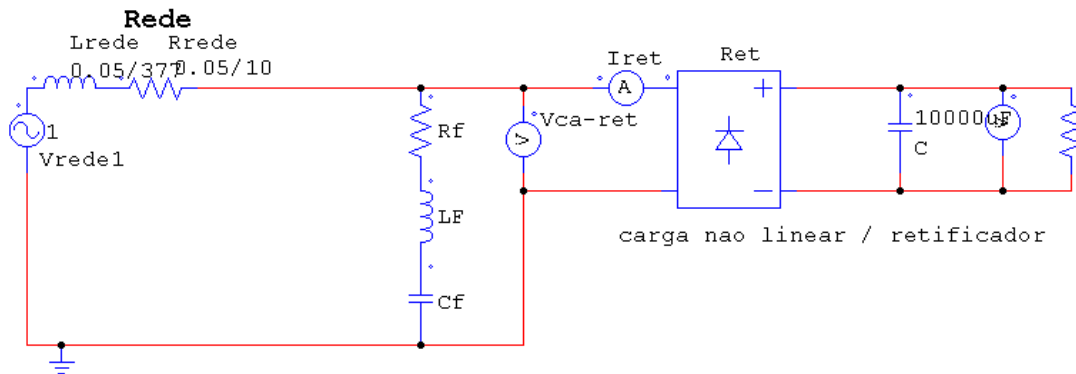 Rede
Lrede Rrede
0.05/377 0.05/10
1
Vrede1
Rf
LF
Cf
V
Vca-ret
Iret
A
Ret
+
−
10000uF
C
V
carga nao linear / retificador